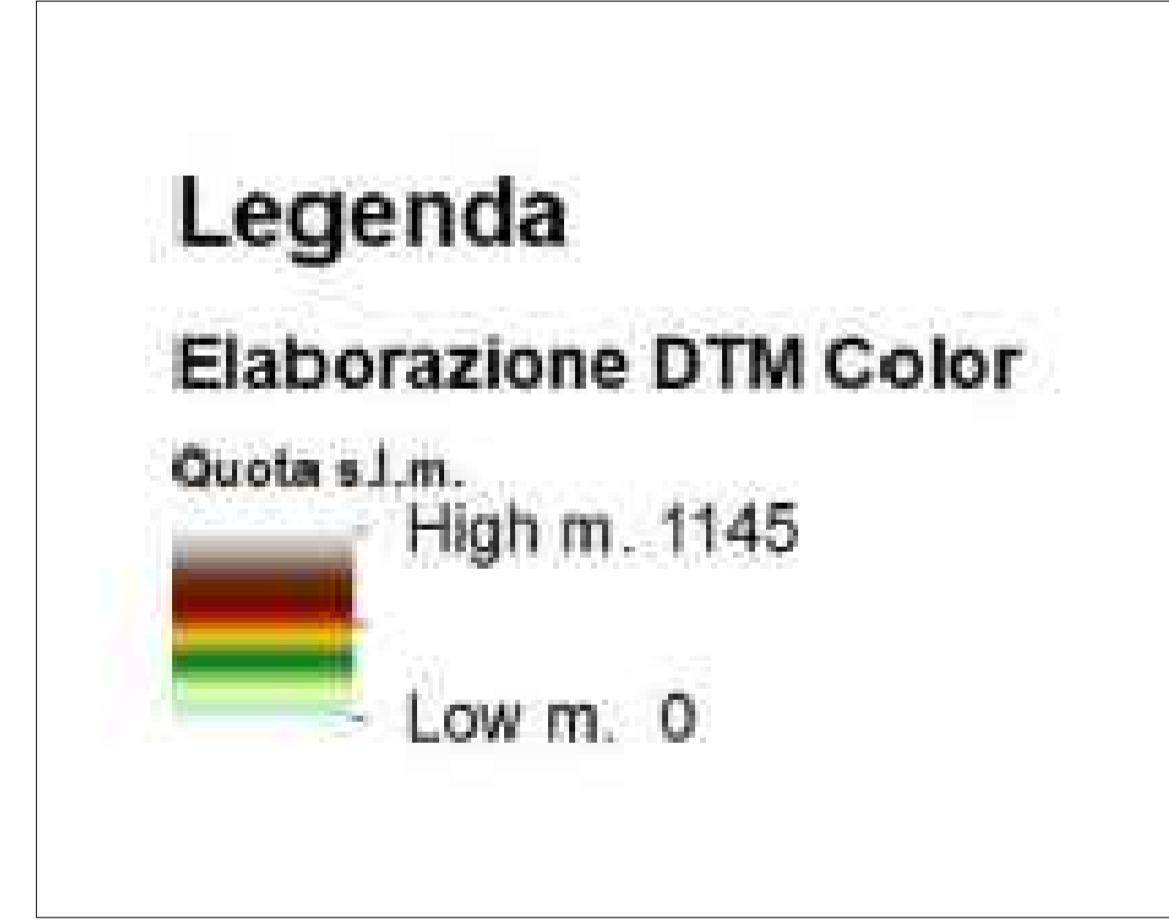 Legenda
Elaborazione DTM Color
Quota s.l.m.
High m. 1145
Low m. 0